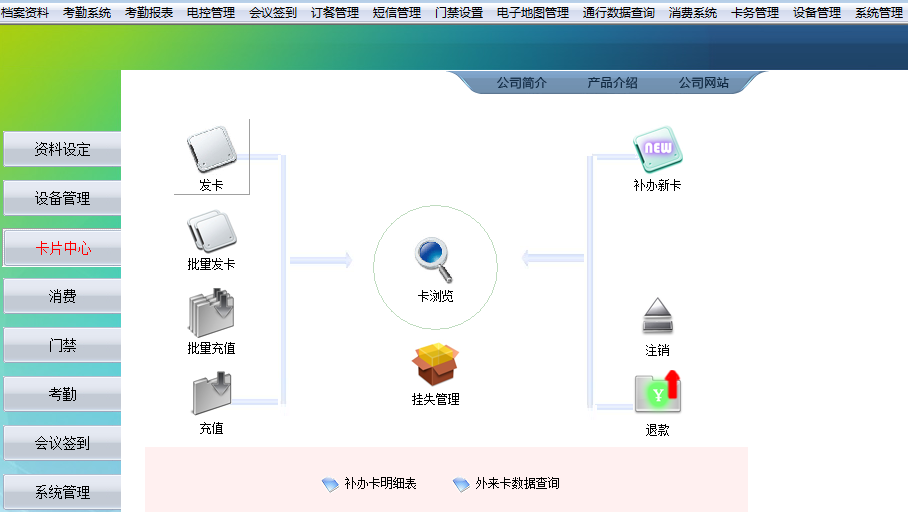 档案资料 考勤系统 考勤报表 电控管理 会议签到 订餐管理 短信管理 门禁设置 电子地图管理 通行数据查询 消费系统 卡务管理 设备管理 系统管理
公司简介 产品介绍 公司网站
资料设定
设备管理
卡片中心
消费
门禁
考勤
会议签到
系统管理
发卡
批量发卡
批量充值
充值
卡浏览
挂失管理
NEW
补办新卡
注销
¥
退款
补办卡明细表 外来卡数据查询